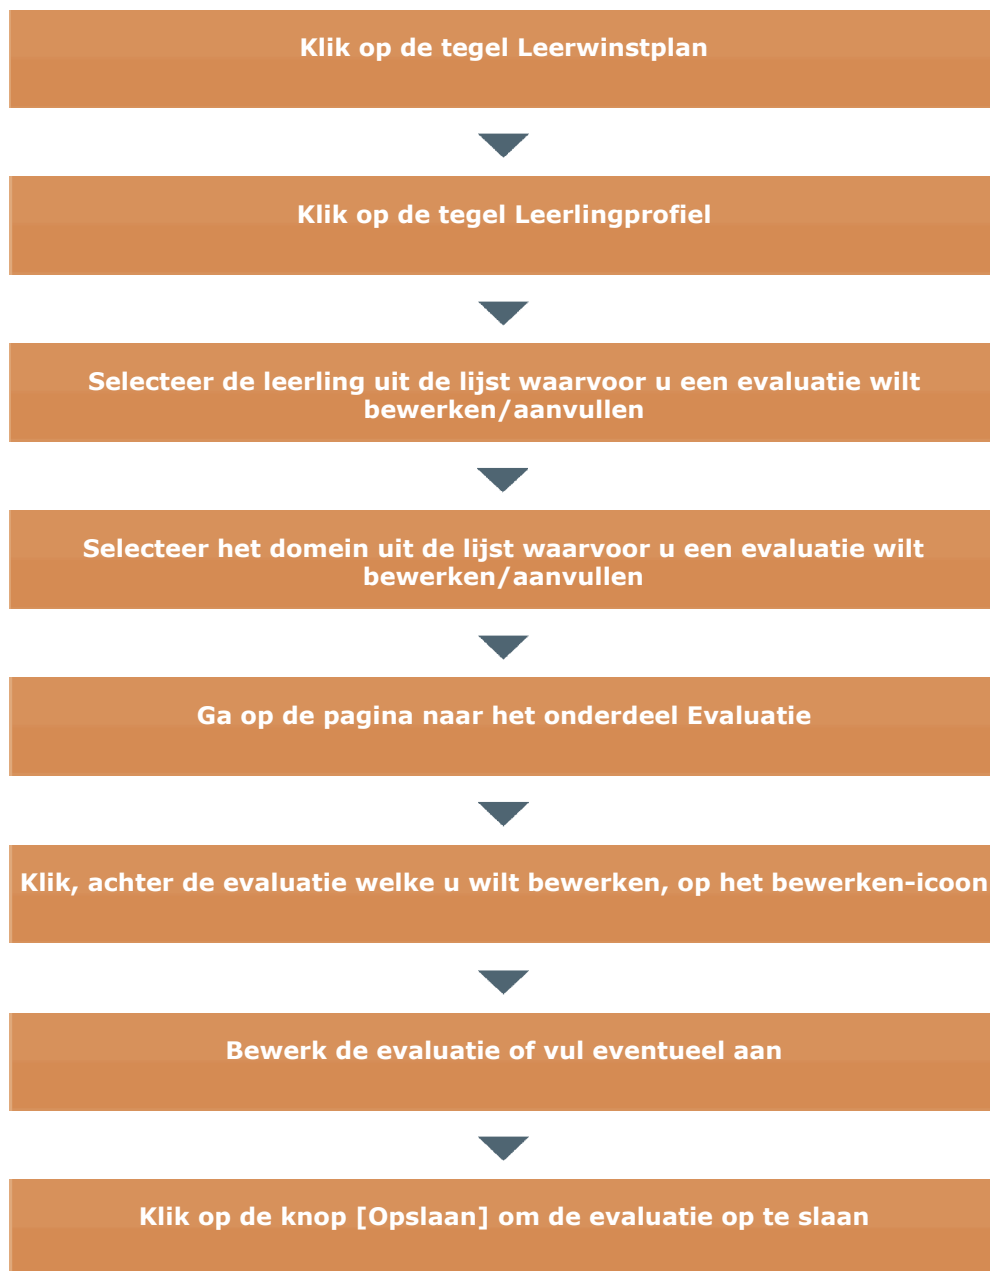 Klik op de tegel Leerwinstplan
Klik op de tegel Leerlingprofiel
Selecteer de leerling uit de lijst waarvoor u een evaluatie wilt
bewerken/aanvullen
Selecteer het domein uit de lijst waarvoor u een evaluatie wilt
bewerken/aanvullen
Ga op de pagina naar het onderdeel Evaluatie
Klik, achter de evaluatie welke u wilt bewerken, op het bewerken-icoon
Bewerk de evaluatie of vul eventueel aan
Klik op de knop [Opslaan] om de evaluatie op te slaan